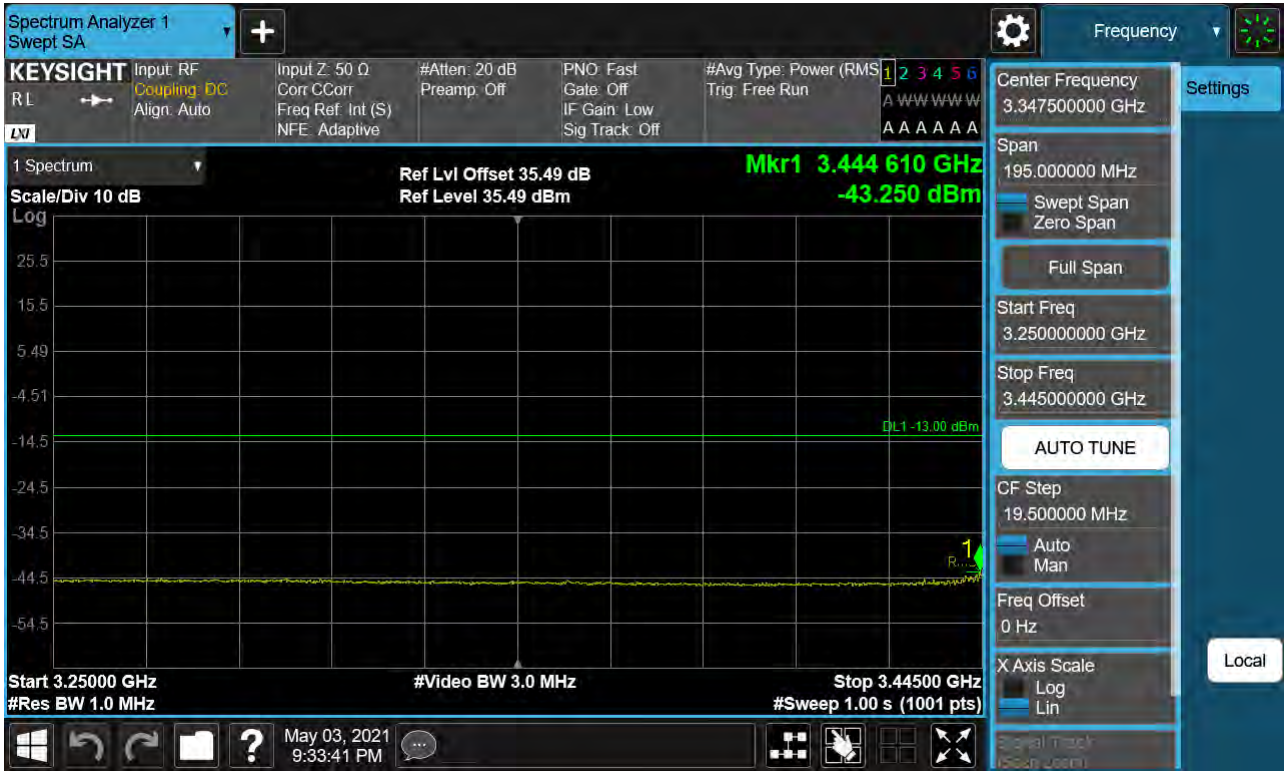 Spectrum Analyzer 1
Swept SA
+
Frequency
KEYSIGHT
RL
LXI
Input: RF
Coupling: DC
Align: Auto
Input Z: 50 Ω
Corr CCorr
Freq Ref: Int (S)
NFE: Adaptive
#Atten: 20 dB
Preamp: Off
PNO: Fast
Gate: Off
IF Gain: Low
Sig Track: Off
#Avg Type: Power (RMS
Trig: Free Run
1 2 3 4 5 6
A W W W W W
A A A A A A
1 Spectrum
Scale/Div 10 dB
Log
Ref Lvl Offset 35.49 dB
Ref Level 35.49 dBm
Mkr1 3.444 610 GHz
-43.250 dBm
25.5
15.5
5.49
-4.51
DL1 -13.00 dBm
-14.5
-24.5
-34.5
1
-44.5
-54.5
Start 3.25000 GHz
#Video BW 3.0 MHz
Stop 3.44500 GHz
#Res BW 1.0 MHz
#Sweep 1.00 s (1001 pts)
Center Frequency
3.347500000 GHz
Span
195.000000 MHz
Swept Span
Zero Span
Full Span
Start Freq
3.250000000 GHz
Stop Freq
3.445000000 GHz
AUTO TUNE
CF Step
19.500000 MHz
Auto
Man
Freq Offset
0 Hz
X Axis Scale
Log
Lin
Signal Track
(Span Zoom)
Settings
Local
?
May 03, 2021
9:33:41 PM